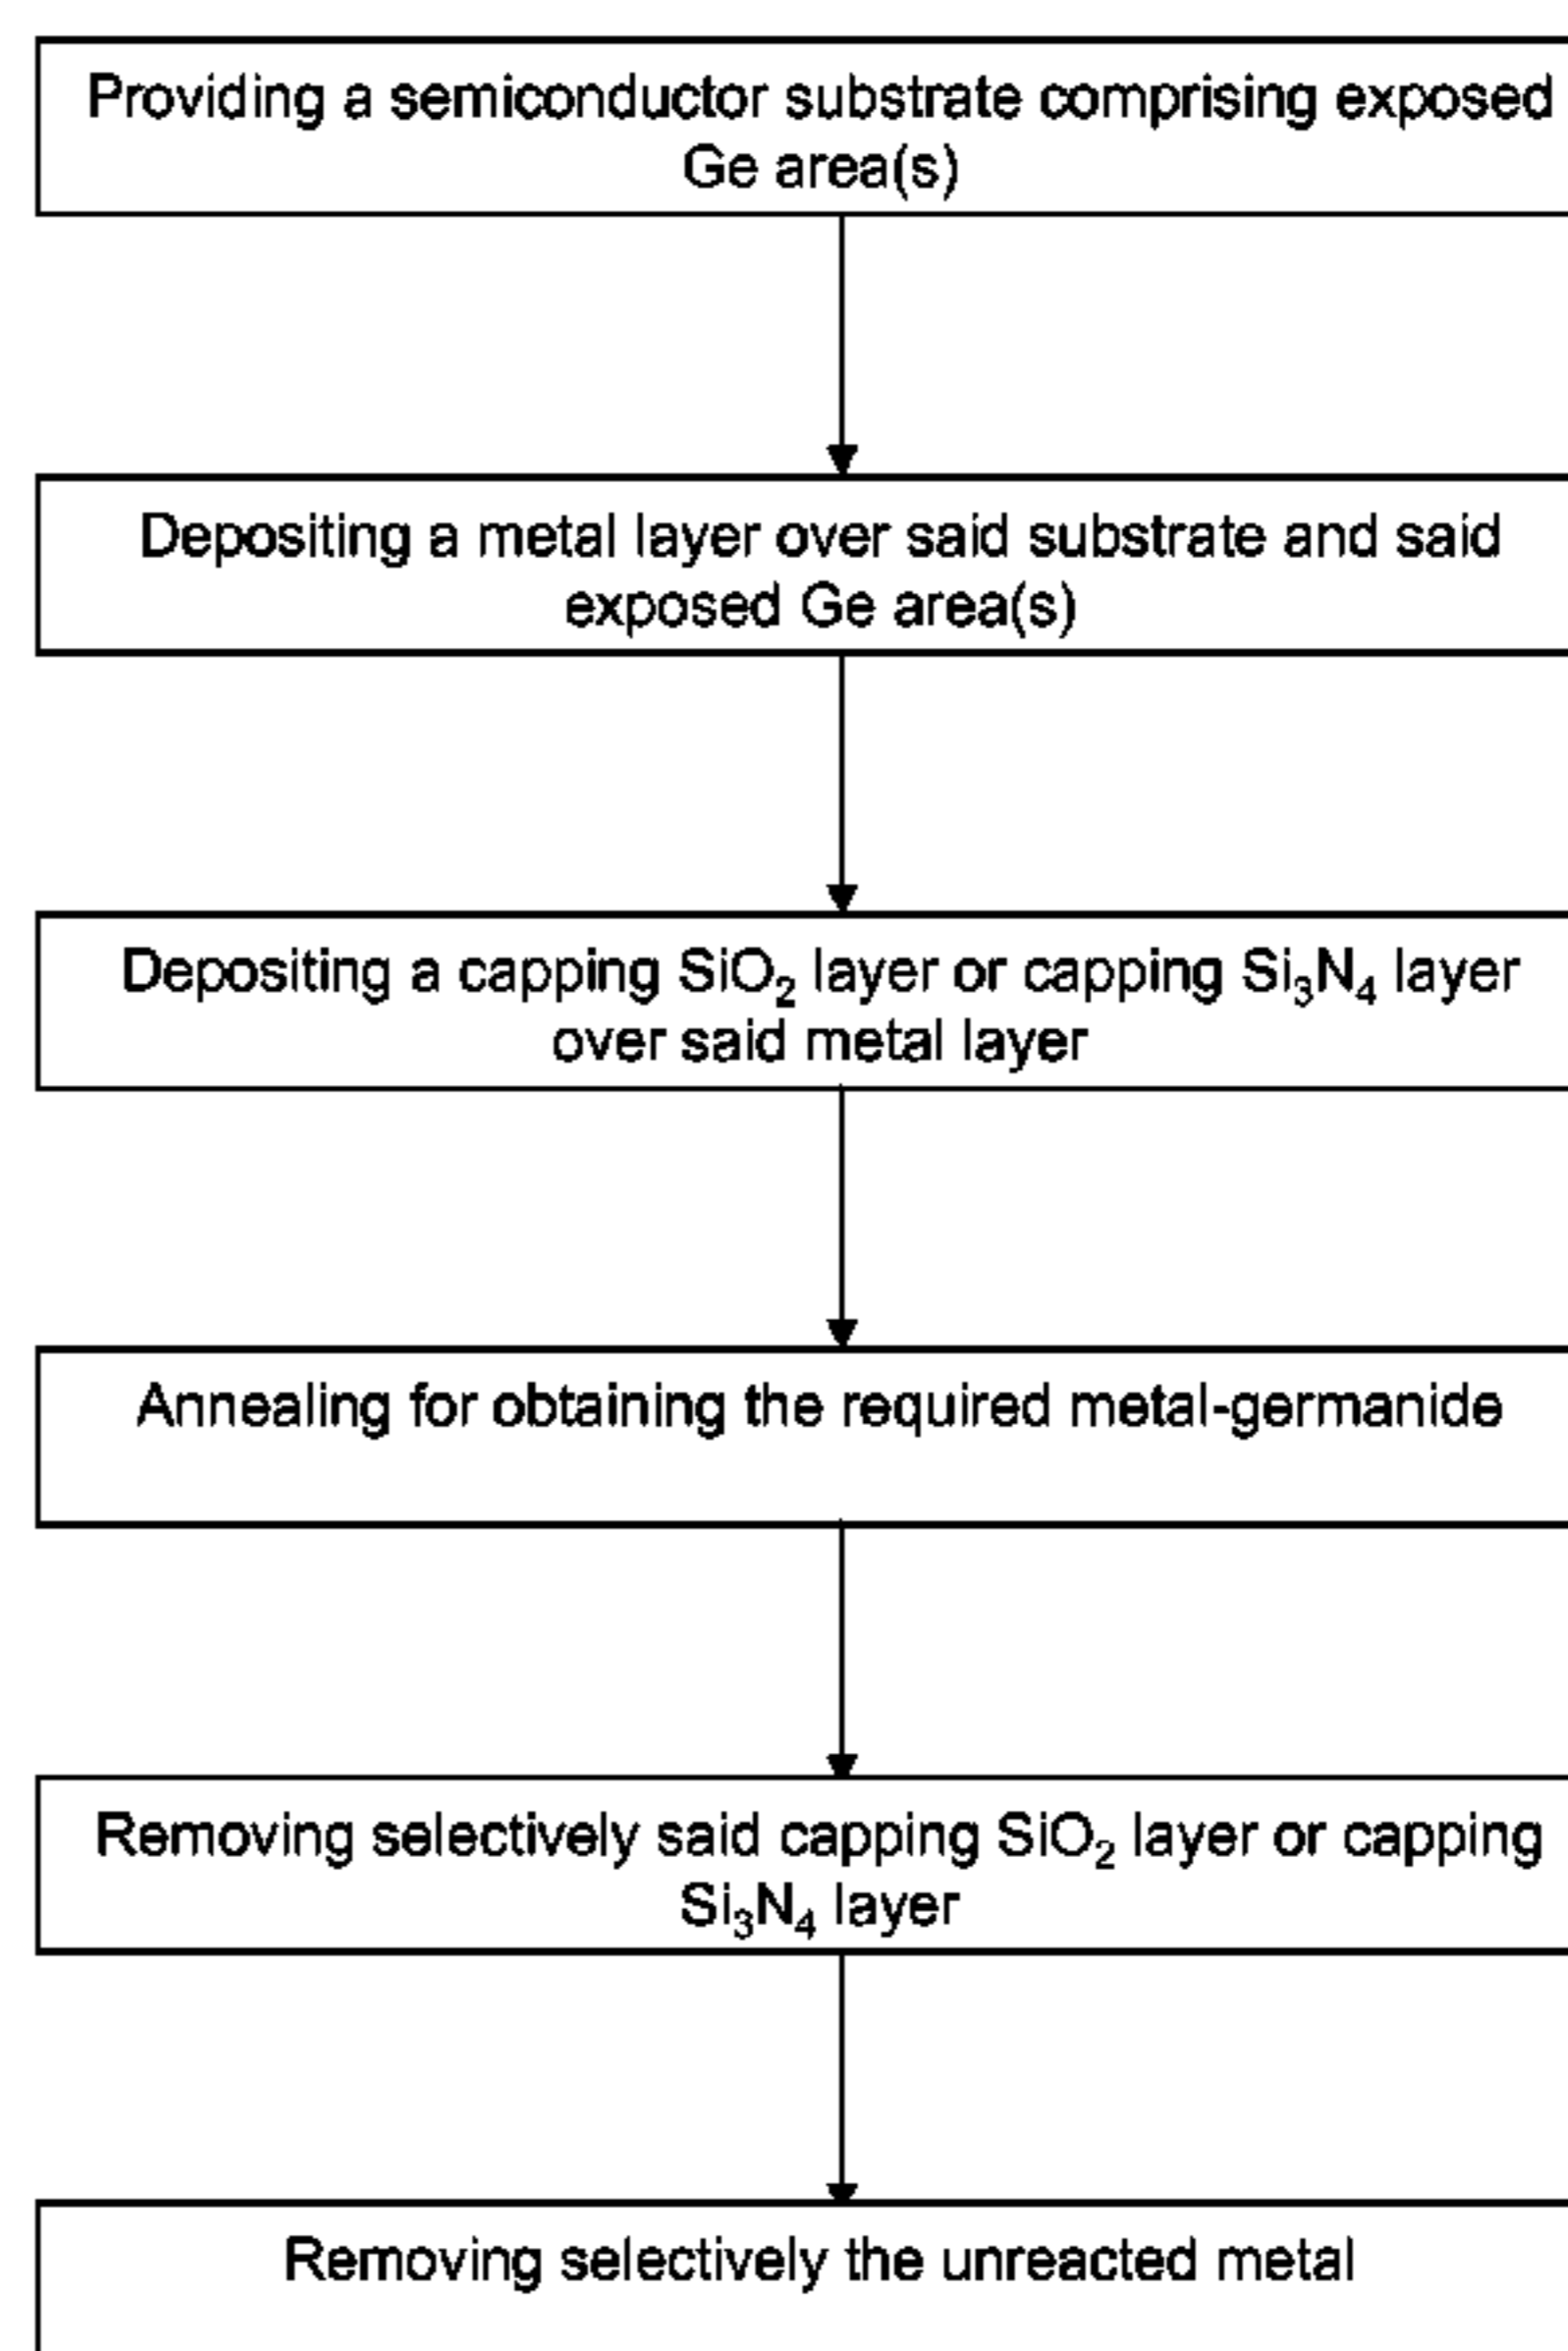 Providing a semiconductor substrate comprising exposed
Ge area(s)
Depositing a metal layer over said substrate and said
exposed Ge area(s)
Depositing a capping SiO₂ layer or capping Si₃N₄ layer
over said metal layer
Annealing for obtaining the required metal-germanide
Removing selectively said capping SiO₂ layer or capping
Si₃N₄ layer
Removing selectively the unreacted metal